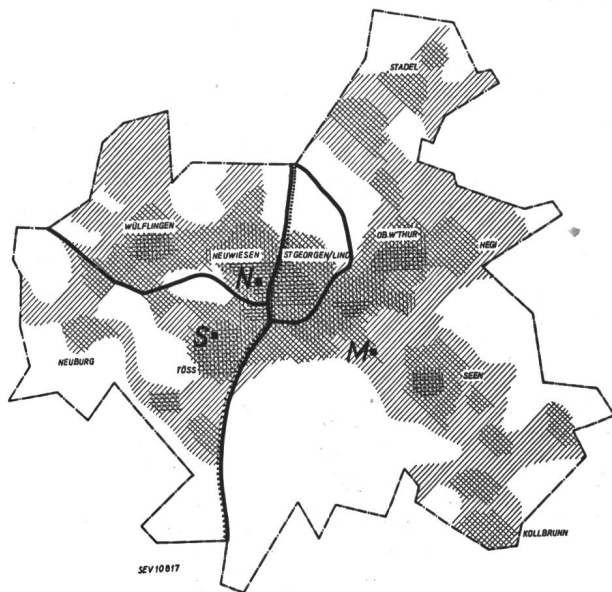 STADEL
WÜLFLINGEN
NEUWIESEN
ST GEORGEN/LIND
OB.W'THUR
HEGI
N
S
M
NEUBURG
TÖSS
SEEN
KOLLBRUNN
SEV 10817